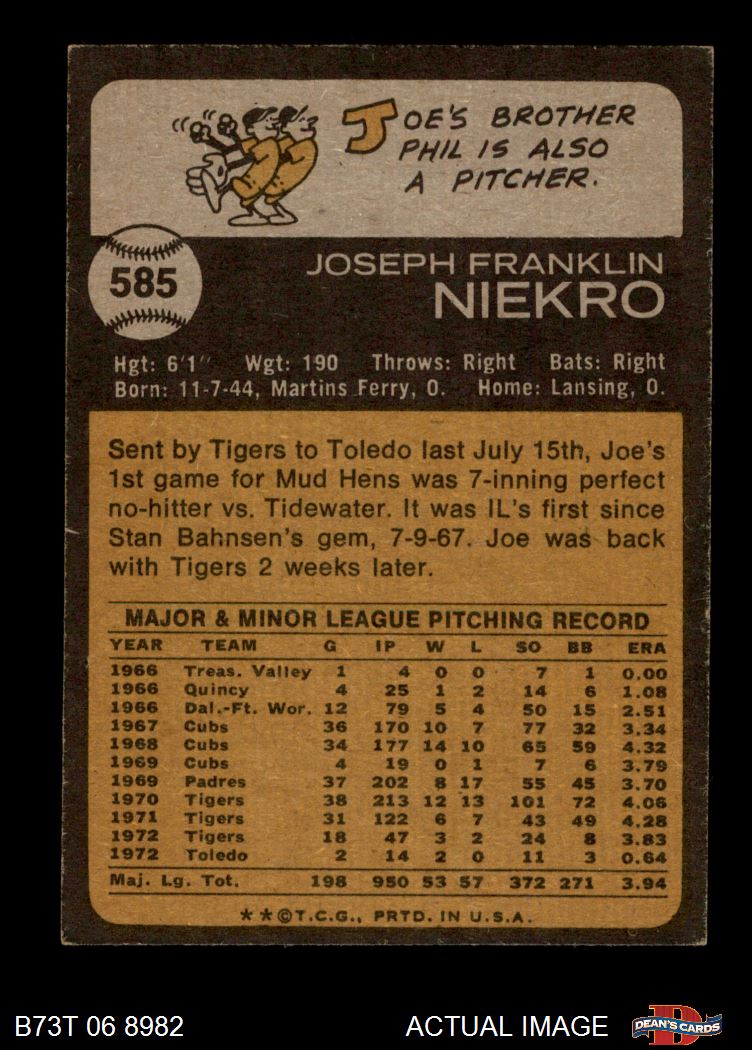 JOE'S BROTHER
PHIL IS ALSO
A PITCHER.
585
JOSEPH FRANKLIN
NIEKRO
Hgt: 6'1" Wgt: 190 Throws: Right Bats: Right
Born: 11-7-44, Martins Ferry, O. Home: Lansing, O.
Sent by Tigers to Toledo last July 15th, Joe's
1st game for Mud Hens was 7-inning perfect
no-hitter vs. Tidewater. It was IL's first since
Stan Bahnsen's gem, 7-9-67. Joe was back
with Tigers 2 weeks later.
MAJOR & MINOR LEAGUE PITCHING RECORD
YEAR TEAM G IP W L SO BB ERA
1966 Treas. Valley 1 4 0 0 7 1 0.00
1966 Quincy 4 25 1 2 14 6 1.08
1966 Dal.-Ft. Wor. 12 79 5 4 50 15 2.51
1967 Cubs 36 170 10 7 77 32 3.34
1968 Cubs 34 177 14 10 65 59 4.32
1969 Cubs 4 19 0 1 7 6 3.79
1969 Padres 37 202 8 17 55 45 3.70
1970 Tigers 38 213 12 13 101 72 4.06
1971 Tigers 31 122 6 7 43 49 4.28
1972 Tigers 18 47 3 2 24 8 3.83
1972 Toledo 2 14 2 0 11 3 0.64
Maj. Lg. Tot. 198 950 53 57 372 271 3.94
**©T.C.G., PRTD. IN U.S.A.
B73T 06 8982 ACTUAL IMAGE D DEAN'S CARDS